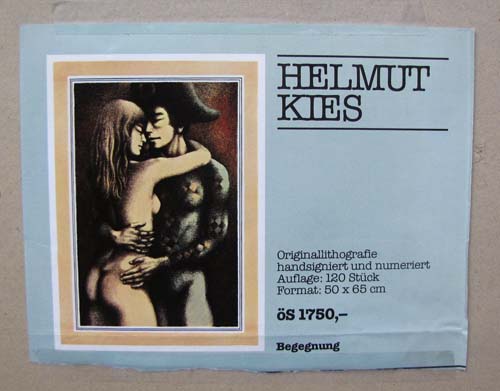 HELMUT
KIES
Originallithografie
handsigniert und numeriert
Auflage: 120 Stück
Format: 50 x 65 cm
öS 1750,–
Begegnung